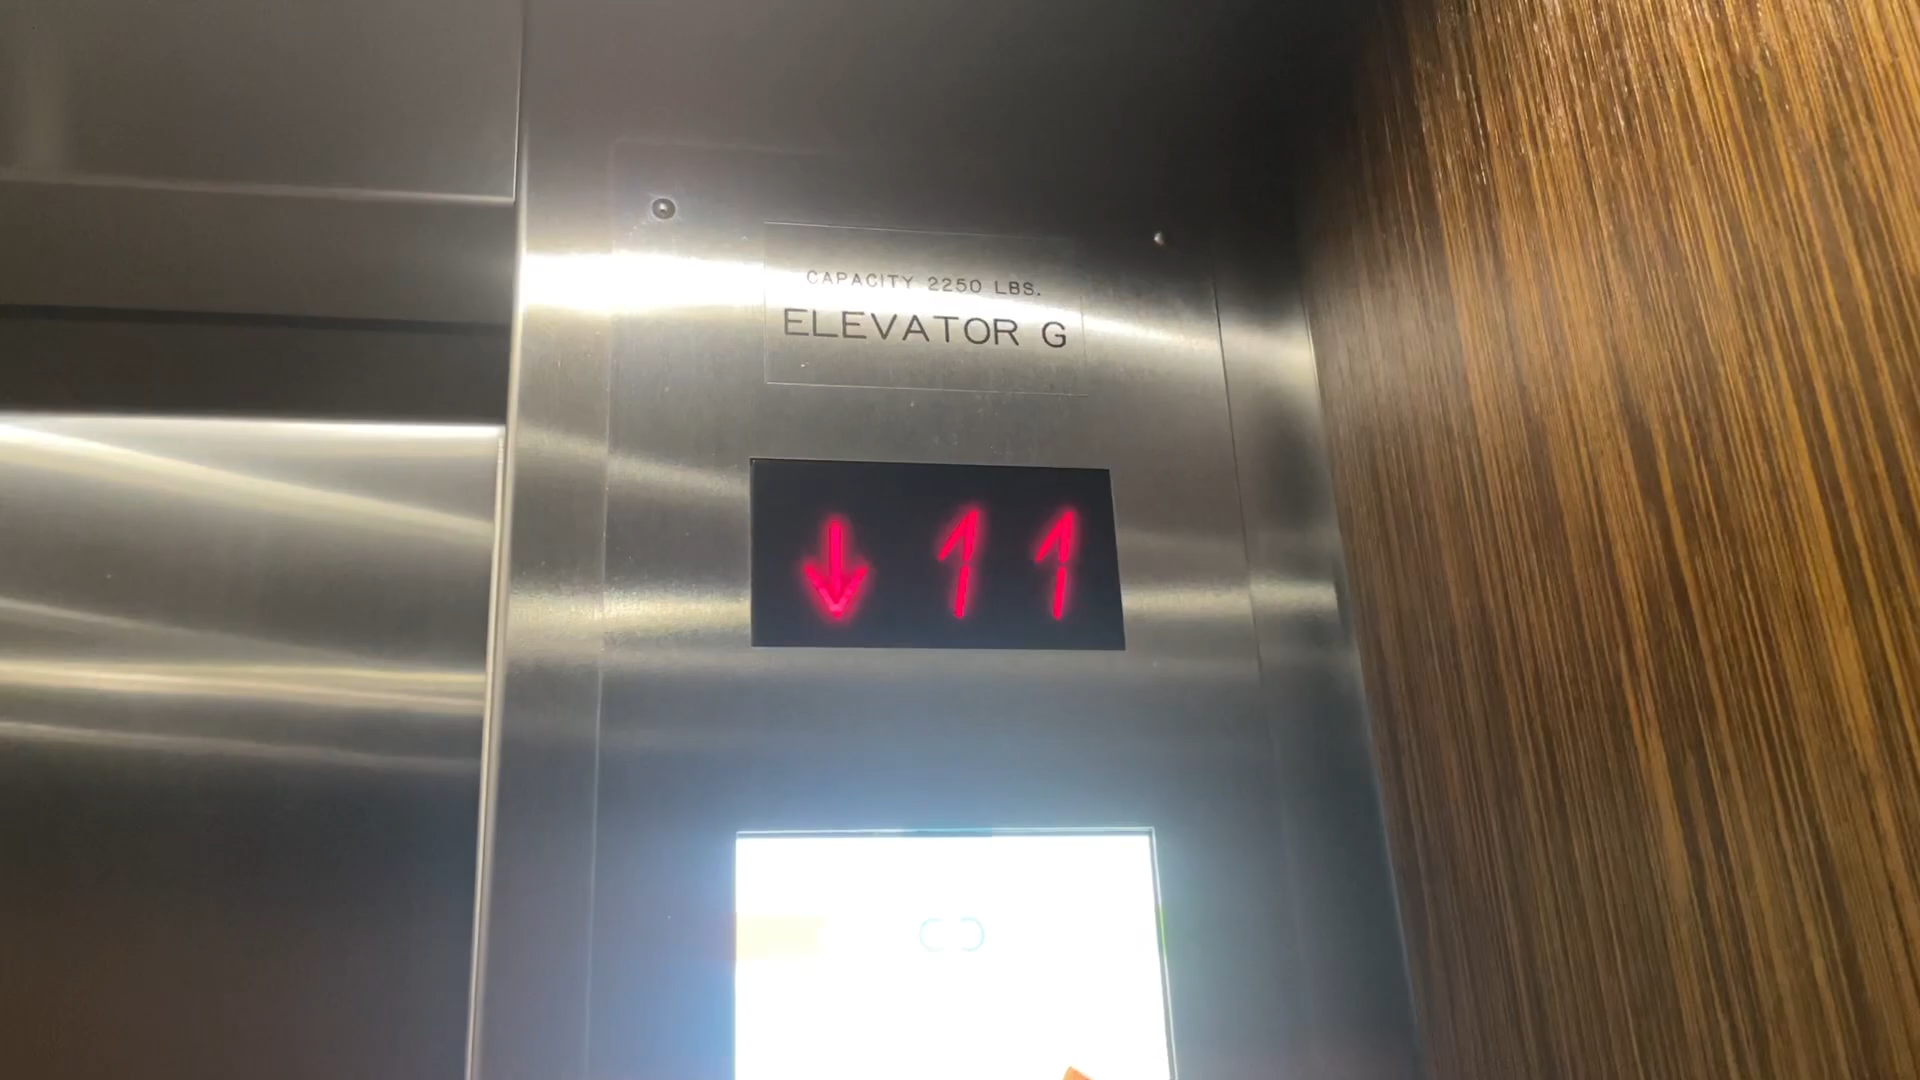 CAPACITY 2250 LBS.
ELEVATOR G
↓ 11